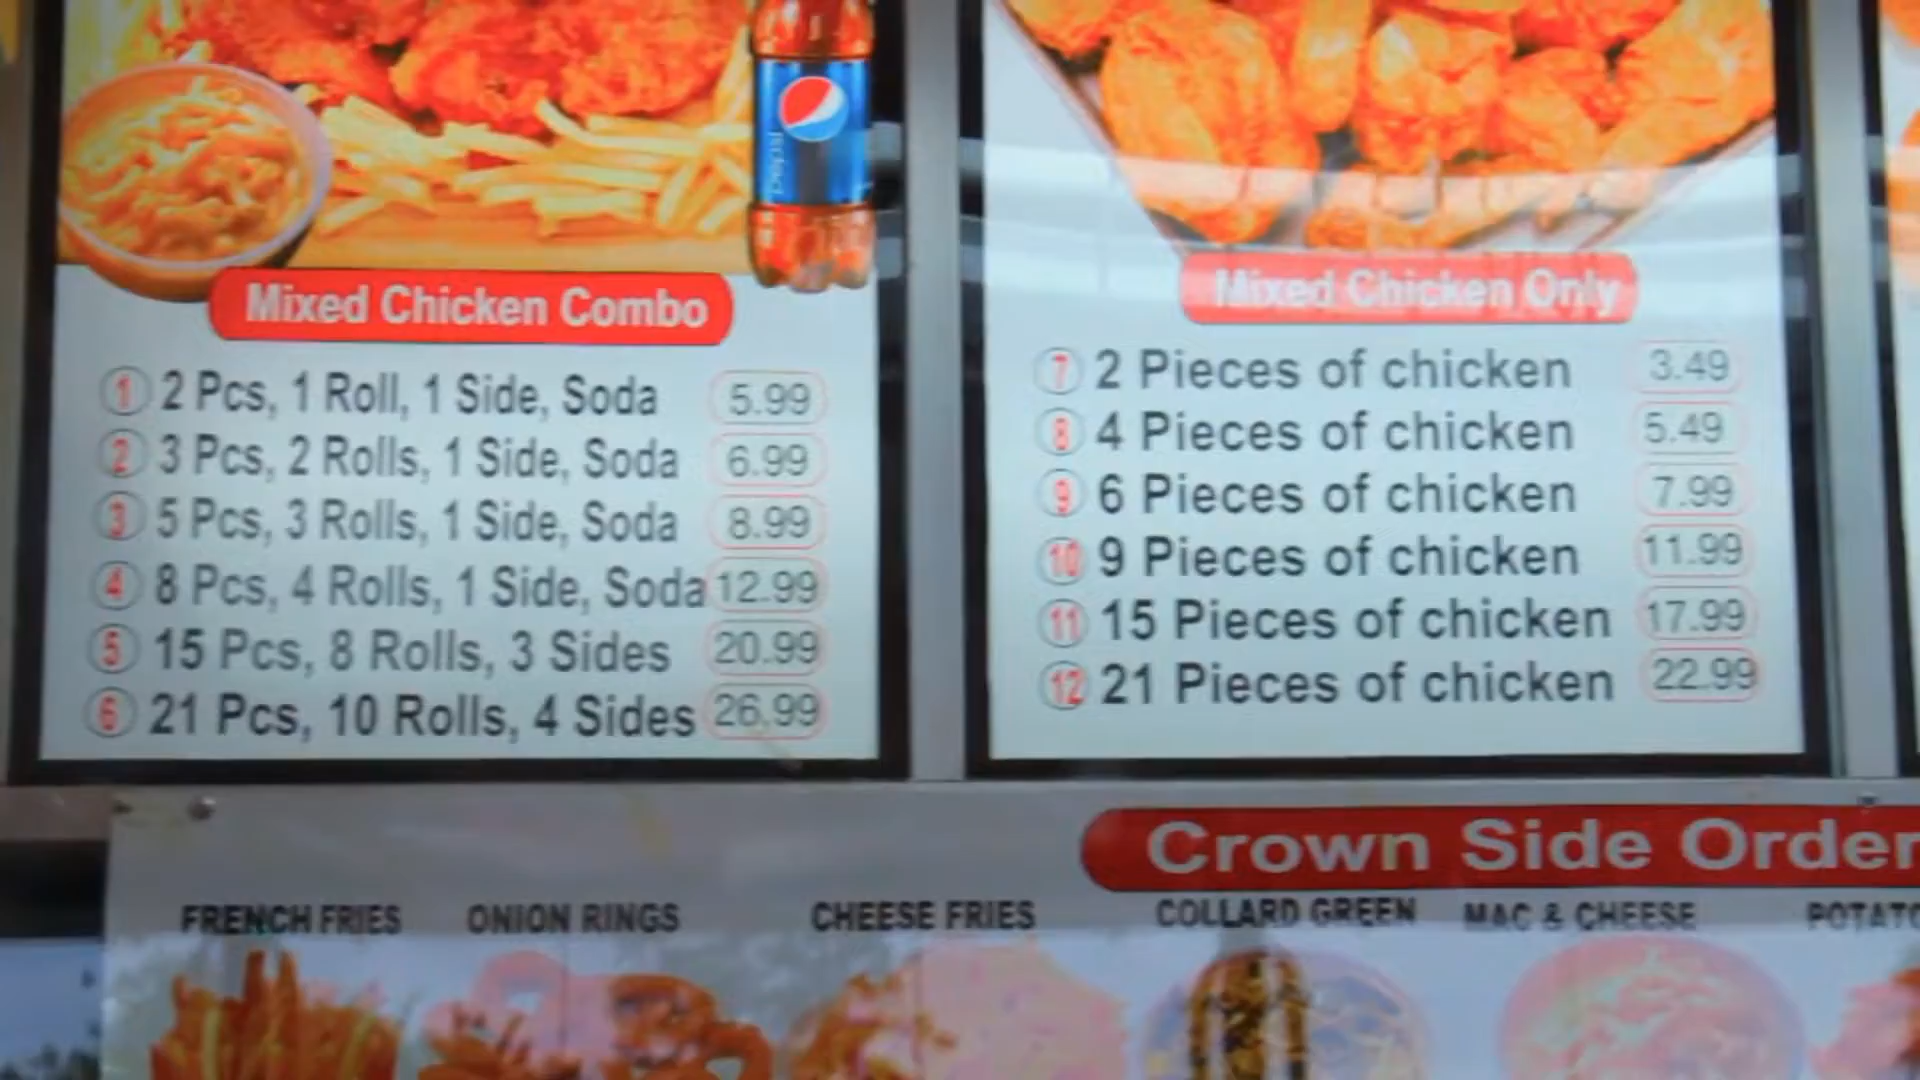 pepsi
Mixed Chicken Combo
1 2 Pcs, 1 Roll, 1 Side, Soda 5.99
2 3 Pcs, 2 Rolls, 1 Side, Soda 6.99
3 5 Pcs, 3 Rolls, 1 Side, Soda 8.99
4 8 Pcs, 4 Rolls, 1 Side, Soda 12.99
5 15 Pcs, 8 Rolls, 3 Sides 20.99
6 21 Pcs, 10 Rolls, 4 Sides 26.99
Mixed Chicken Only
7 2 Pieces of chicken 3.49
8 4 Pieces of chicken 5.49
9 6 Pieces of chicken 7.99
10 9 Pieces of chicken 11.99
11 15 Pieces of chicken 17.99
12 21 Pieces of chicken 22.99
Crown Side Order
FRENCH FRIES
ONION RINGS
CHEESE FRIES
COLLARD GREEN
MAC & CHEESE
POTATO